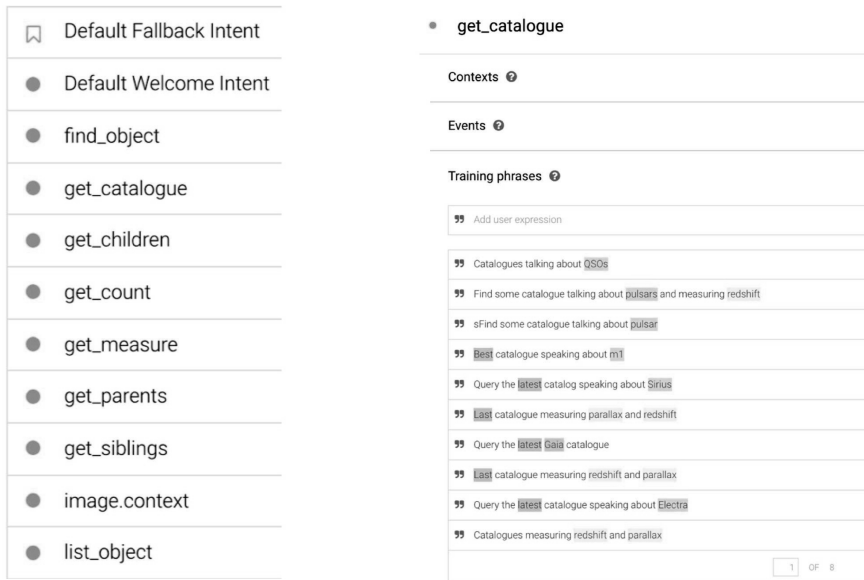 Default Fallback Intent
Default Welcome Intent
find_object
get_catalogue
get_children
get_count
get_measure
get_parents
get_siblings
image.context
list_object
get_catalogue
Contexts ?
Events ?
Training phrases ?
Add user expression
Catalogues talking about QSOs
Find some catalogue talking about pulsars and measuring redshift
sFind some catalogue talking about pulsar
Best catalogue speaking about m1
Query the latest catalog speaking about Sirius
Last catalogue measuring parallax and redshift
Query the latest Gaia catalogue
Last catalogue measuring redshift and parallax
Query the latest catalogue speaking about Electra
Catalogues measuring redshift and parallax
1 OF 8